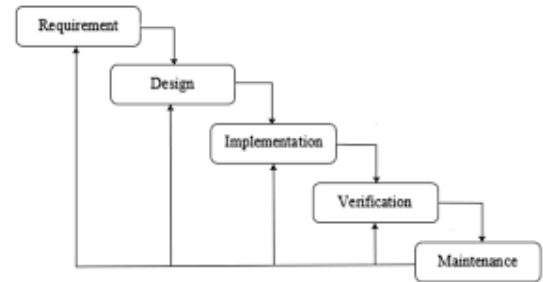 Requirement
Design
Implementation
Verification
Maintenance